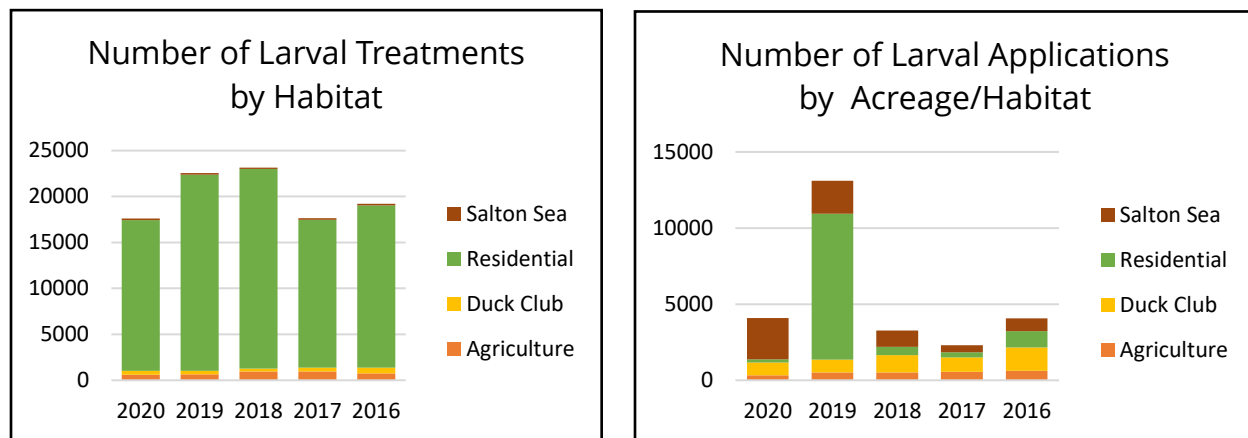 Number of Larval Treatments
by Habitat
25000
20000
15000
10000
5000
0
2020 2019 2018 2017 2016
Salton Sea
Residential
Duck Club
Agriculture
Number of Larval Applications
by Acreage/Habitat
15000
10000
5000
0
2020 2019 2018 2017 2016
Salton Sea
Residential
Duck Club
Agriculture